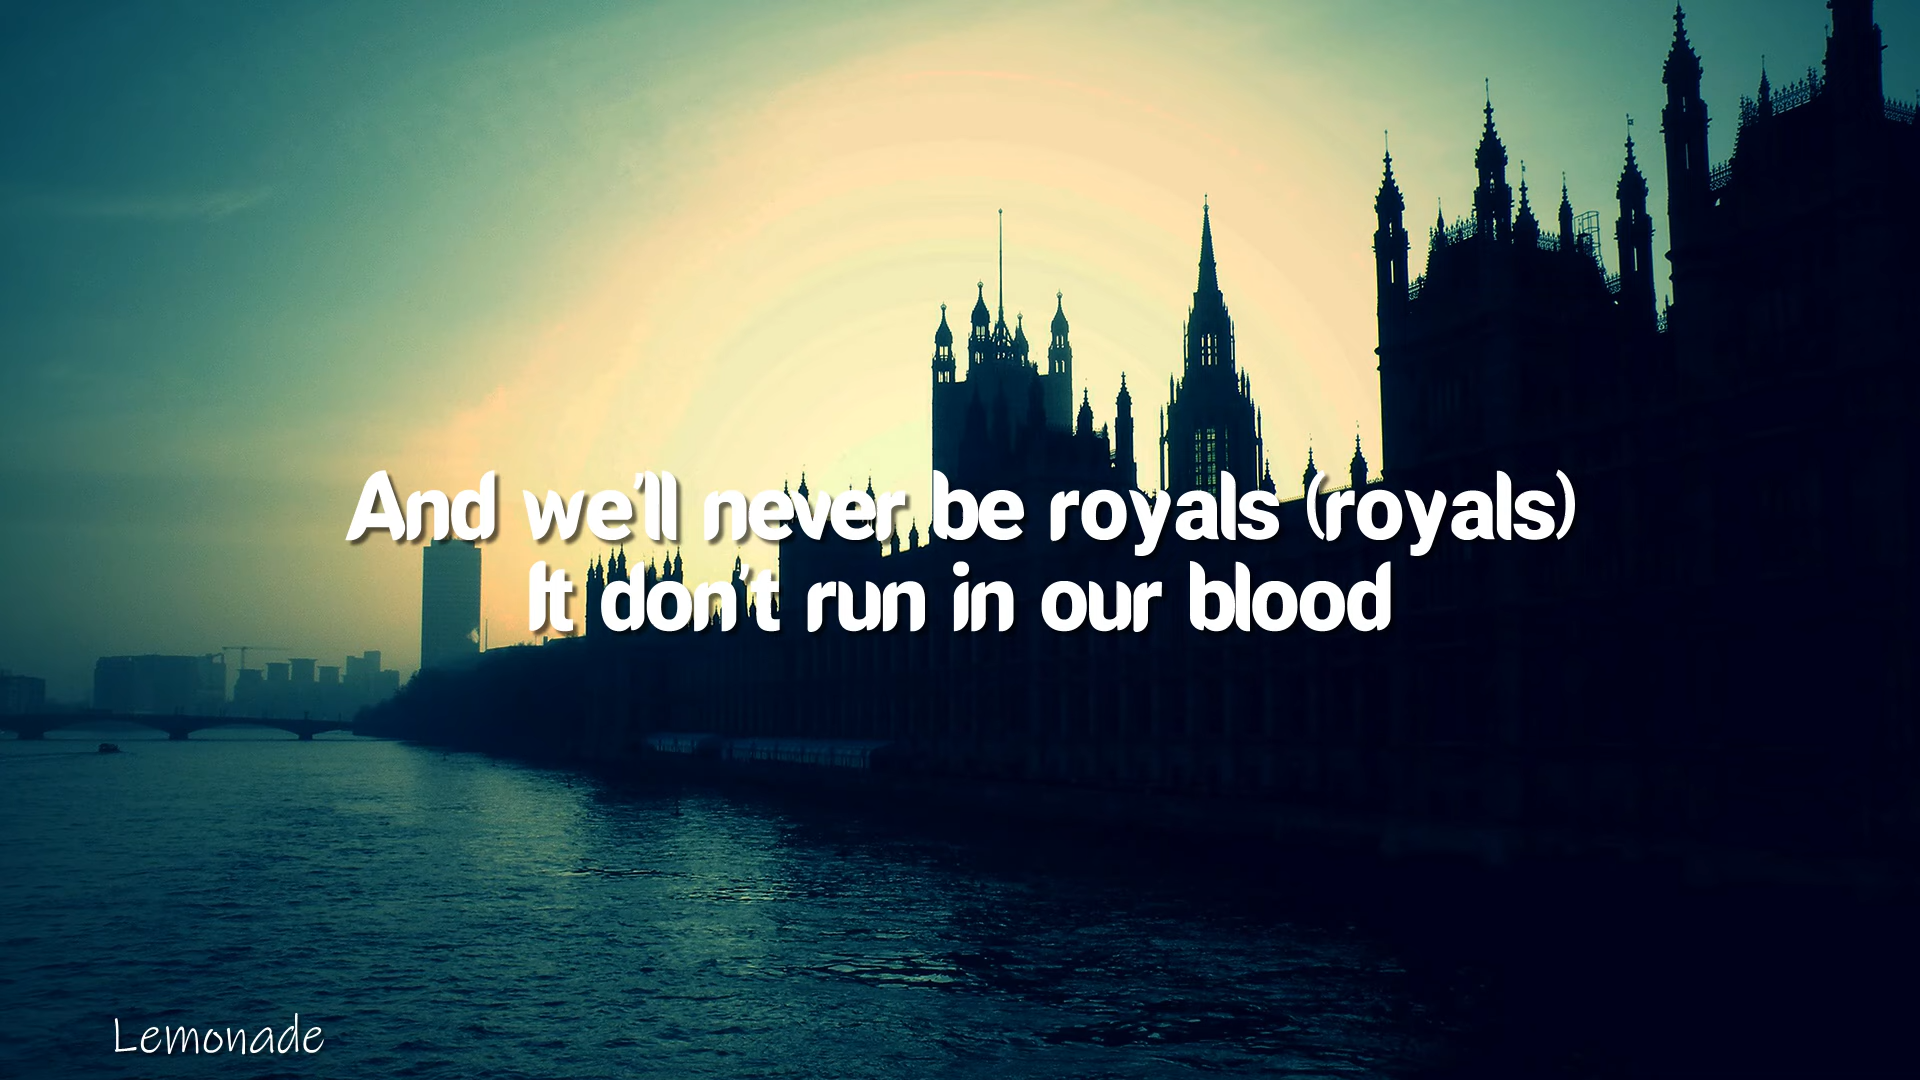 And we'll never be royals (royals)
It don't run in our blood
Lemonade